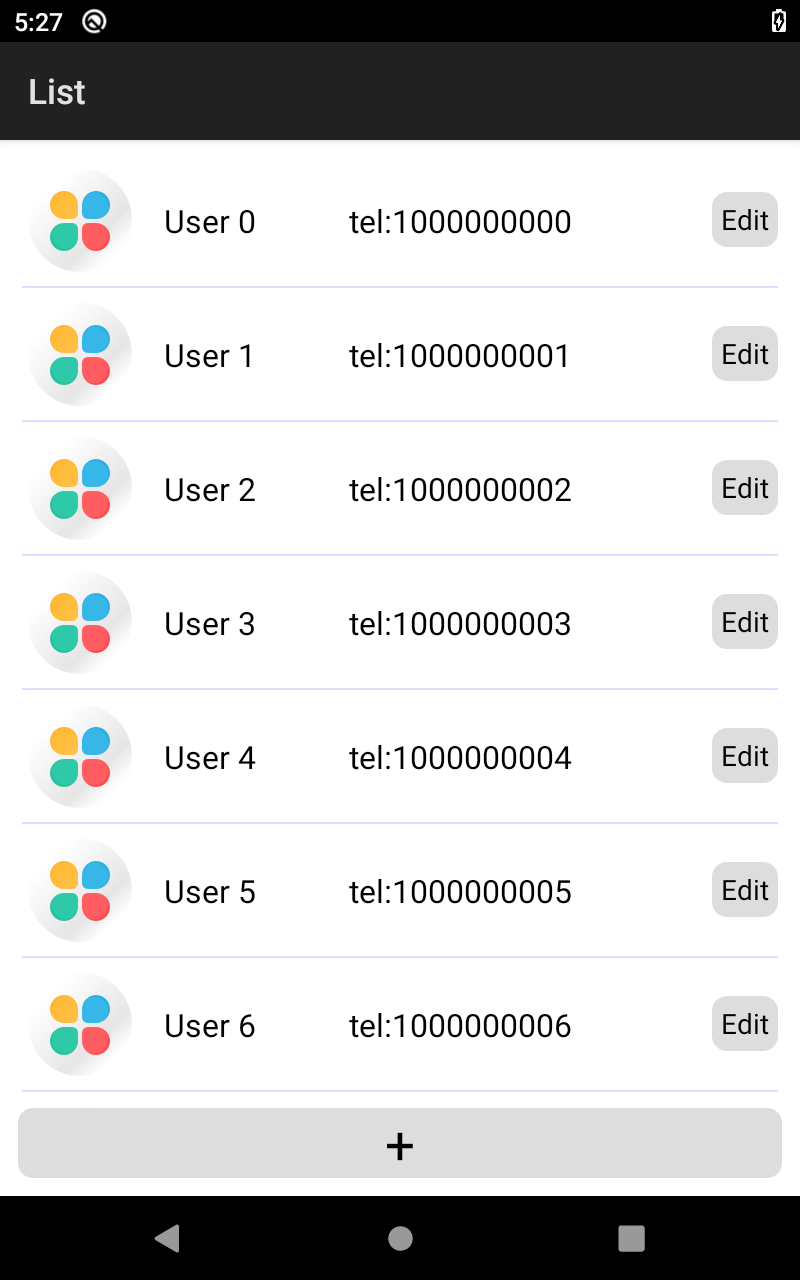 5:27
List
User 0 tel:1000000000 Edit
User 1 tel:1000000001 Edit
User 2 tel:1000000002 Edit
User 3 tel:1000000003 Edit
User 4 tel:1000000004 Edit
User 5 tel:1000000005 Edit
User 6 tel:1000000006 Edit
+